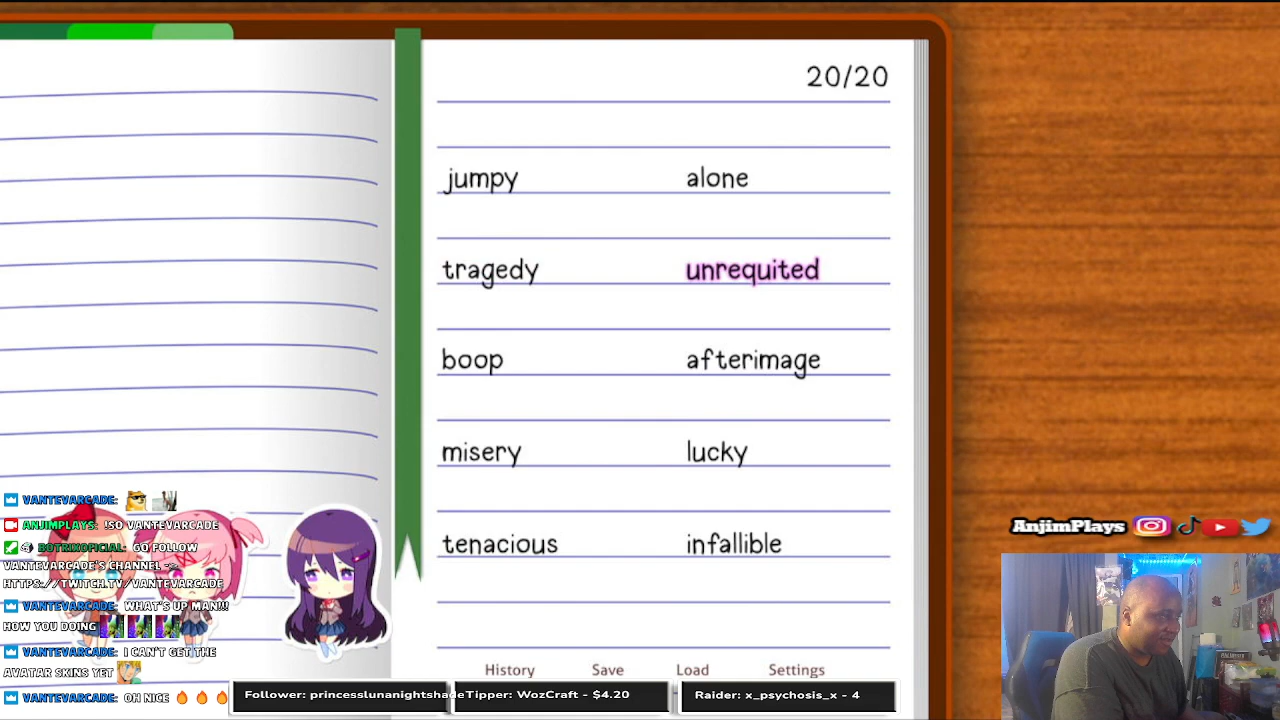 20/20
jumpy alone
tragedy unrequited
boop afterimage
misery lucky
tenacious infallible
History Save Load Settings
VANTEVARCADE:
ANJIMPLAYS: !SO VANTEVARCADE
BOTRIXOFICIAL: GO FOLLOW
VANTEVARCADE'S CHANNEL ->
HTTPS://TWITCH.TV/VANTEVARCADE
VANTEVARCADE: WHAT'S UP MAN!!!
HOW YOU DOING
VANTEVARCADE: I CAN'T GET THE
AVATAR SKINS YET
VANTEVARCADE: OH NICE
Follower: princesslunanightshade
Tipper: WozCraft - $4.20
Raider: x_psychosis_x - 4
AnjimPlays